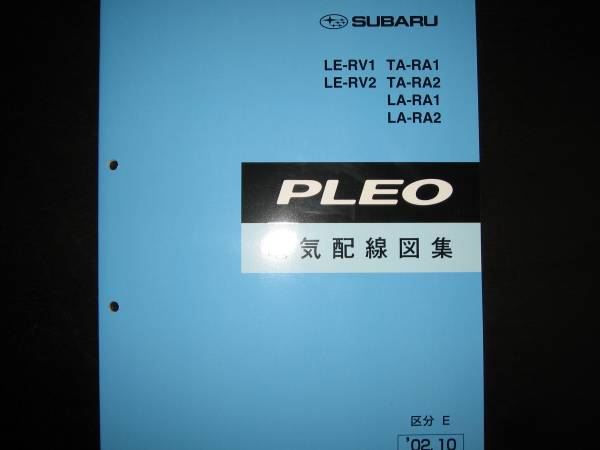 SUBARU
LE-RV1 TA-RA1
LE-RV2 TA-RA2
LA-RA1
LA-RA2
PLEO
気配線図集
区分 E
'02.10